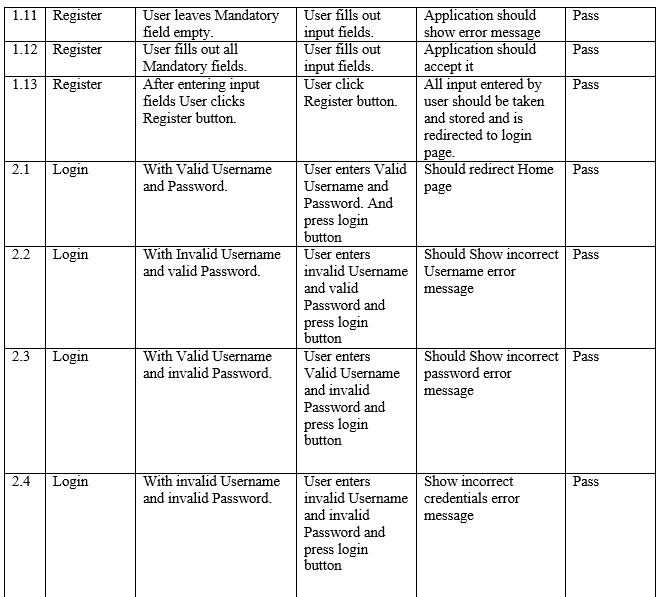 1.11 Register User leaves Mandatory User fills out Application should Pass
field empty. input fields. show error message
1.12 Register User fills out all User fills out Application should Pass
Mandatory fields. input fields. accept it
1.13 Register After entering input User click All input entered by Pass
fields User clicks Register button. user should be taken
Register button. and stored and is
redirected to login
page.
2.1 Login With Valid Username User enters Valid Should redirect Home Pass
and Password. Username and page
Password. And
press login
button
2.2 Login With Invalid Username User enters Should Show incorrect Pass
and valid Password. invalid Username Username error
and valid message
Password and
press login
button
2.3 Login With Valid Username User enters Should Show incorrect Pass
and invalid Password. Valid Username password error
and invalid message
Password and
press login
button
2.4 Login With invalid Username User enters Show incorrect Pass
and invalid Password. invalid Username credentials error
and invalid message
Password and
press login
button